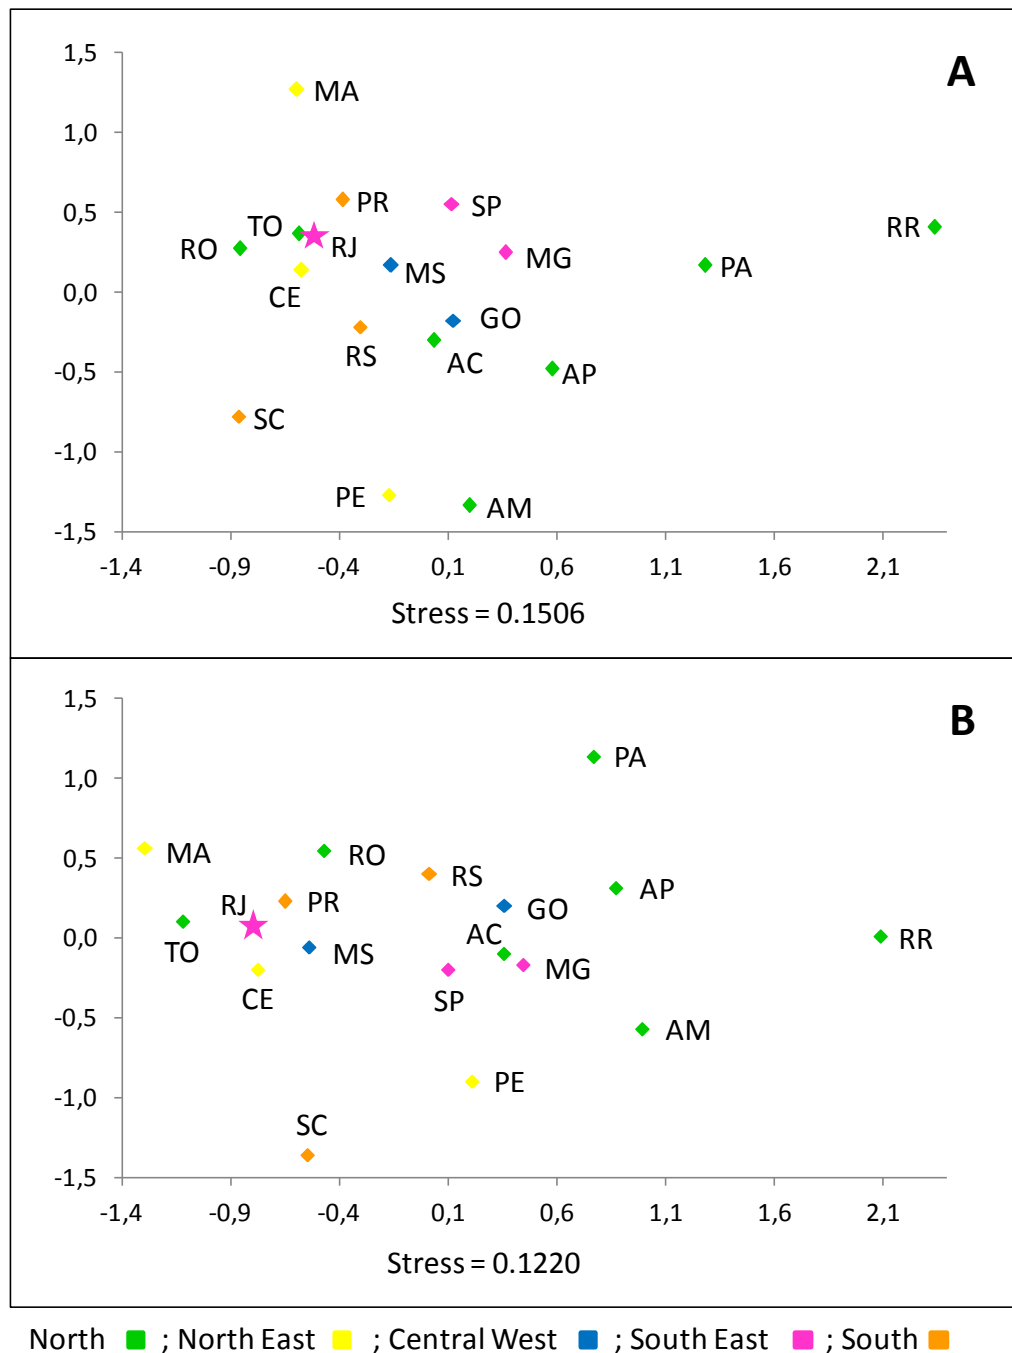 A
1,5
MA
1,0
PR
SP
0,5
TO
RR
RO
RJ
MG
PA
MS
CE
0,0
GO
RS
AC
AP
-0,5
SC
-1,0
PE
AM
-1,5
-1,4 -0,9 -0,4 0,1 0,6 1,1 1,6 2,1
Stress = 0.1506
B
1,5
PA
1,0
MA
RO
RS
0,5
AP
RJ
PR
GO
AC
0,0
RR
TO
MS
MG
CE
SP
-0,5
AM
PE
-1,0
SC
-1,5
-1,4 -0,9 -0,4 0,1 0,6 1,1 1,6 2,1
Stress = 0.1220
North ; North East ; Central West ; South East ; South